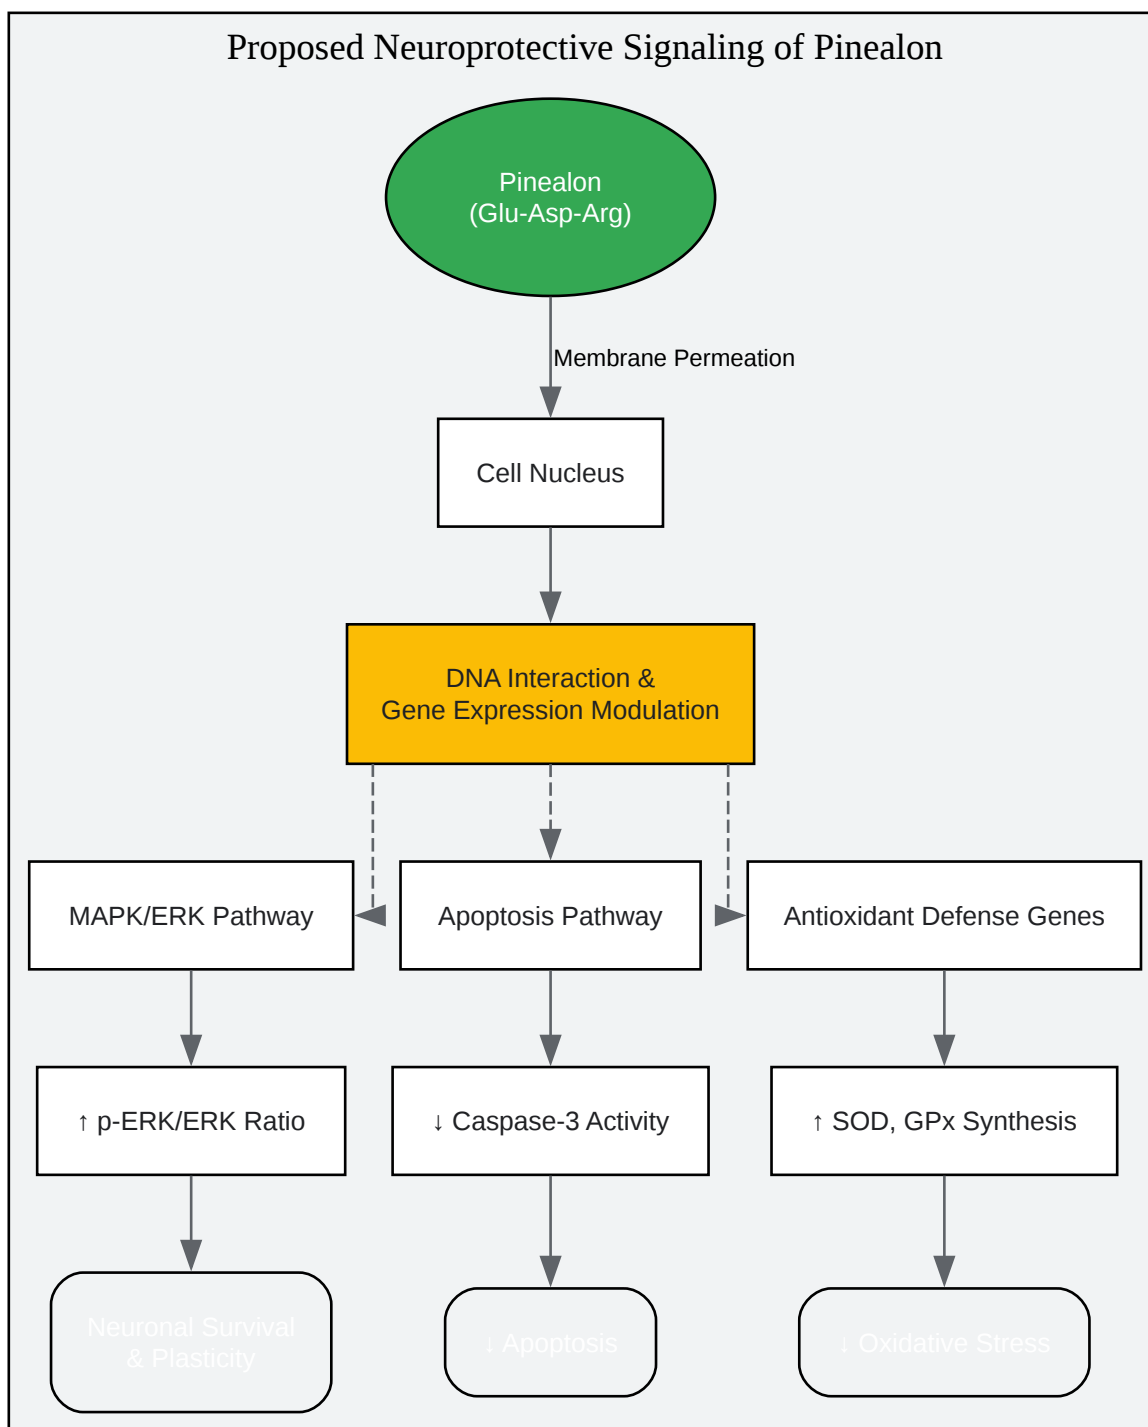 Proposed Neuroprotective Signaling of Pinealon
Pinealon
(Glu-Asp-Arg)
Membrane Permeation
Cell Nucleus
DNA Interaction &
Gene Expression Modulation
MAPK/ERK Pathway
Apoptosis Pathway
Antioxidant Defense Genes
↑ p-ERK/ERK Ratio
↓ Caspase-3 Activity
↑ SOD, GPx Synthesis
Neuronal Survival
& Plasticity
↓ Apoptosis
↓ Oxidative Stress